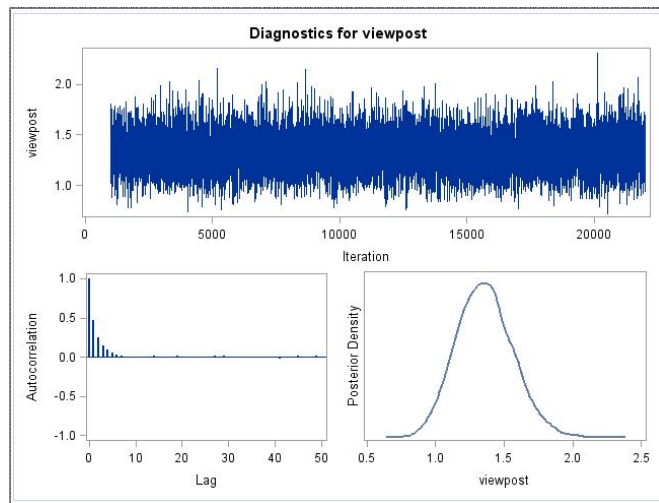 Diagnostics for viewpost
viewpost
2.0
1.5
1.0
0 5000 10000 15000 20000
Iteration
Autocorrelation
1.0
0.5
0.0
-0.5
-1.0
0 10 20 30 40 50
Lag
Posterior Density
0.5 1.0 1.5 2.0 2.5
viewpost